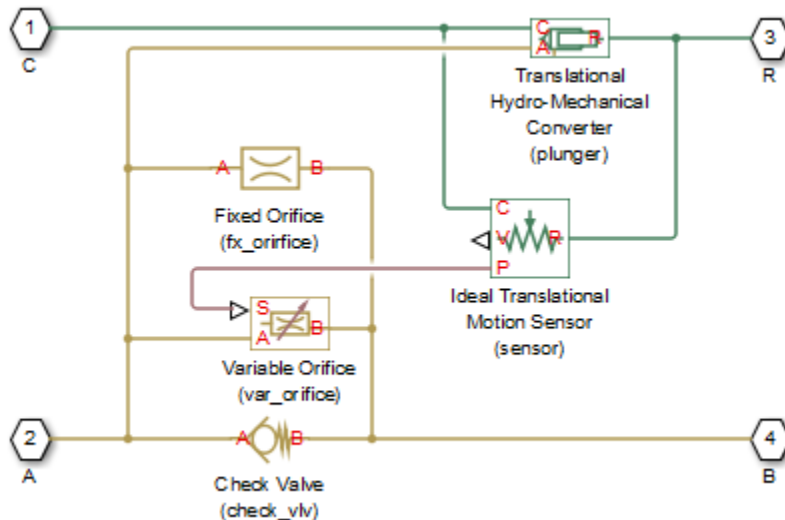 1
C
C
A
R
3
R
Translational
Hydro-Mechanical
Converter
(plunger)
A
B
Fixed Orifice
(fx_orirfice)
C
V
R
P
Ideal Translational
Motion Sensor
(sensor)
S
A
B
Variable Orifice
(var_orifice)
2
A
A
B
Check Valve
(check_vlv)
4
B